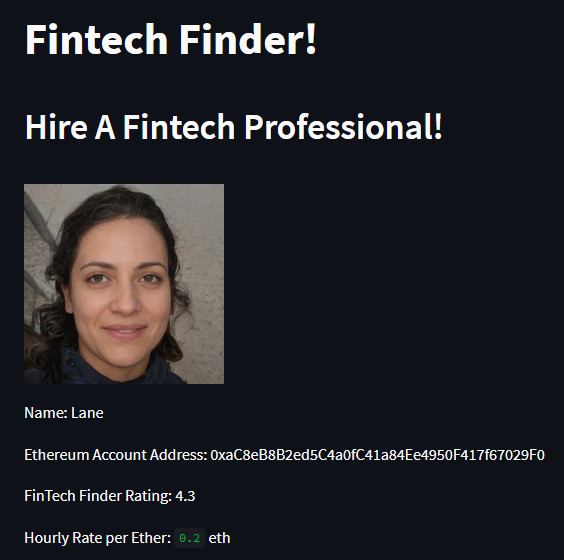 Fintech Finder!
Hire A Fintech Professional!
Name: Lane
Ethereum Account Address: 0xaC8eB8B2ed5C4a0fC41a84Ee4950F417f67029F0
FinTech Finder Rating: 4.3
Hourly Rate per Ether: 0.2 eth